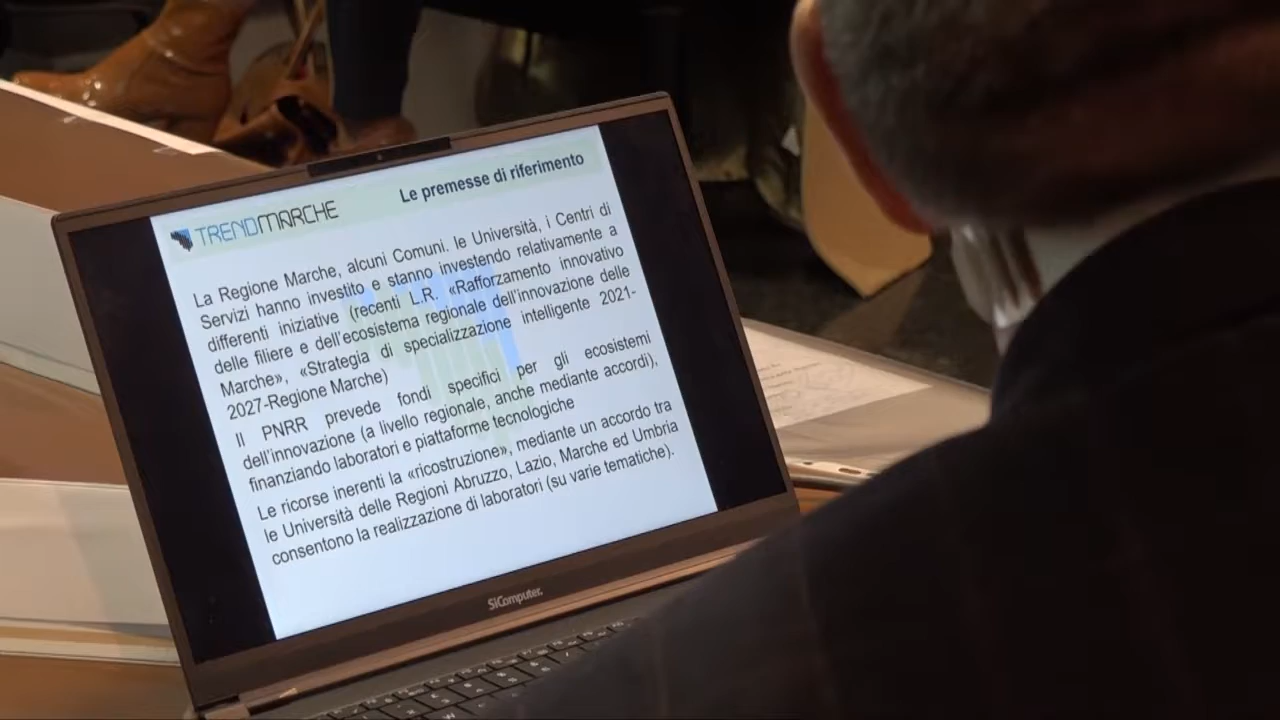 TRENDMARCHE
Le premesse di riferimento
La Regione Marche, alcuni Comuni. le Università, i Centri di
Servizi hanno investito e stanno investendo relativamente a
differenti iniziative (recenti L.R. «Rafforzamento innovativo
delle filiere e dell'ecosistema regionale dell'innovazione delle
Marche», «Strategia di specializzazione intelligente 2021-
2027-Regione Marche)
Il PNRR prevede fondi specifici per gli ecosistemi
dell'innovazione (a livello regionale, anche mediante accordi),
finanziando laboratori e piattaforme tecnologiche
Le ricorse inerenti la «ricostruzione», mediante un accordo tra
le Università delle Regioni Abruzzo, Lazio, Marche ed Umbria
consentono la realizzazione di laboratori (su varie tematiche).
SiComputer.